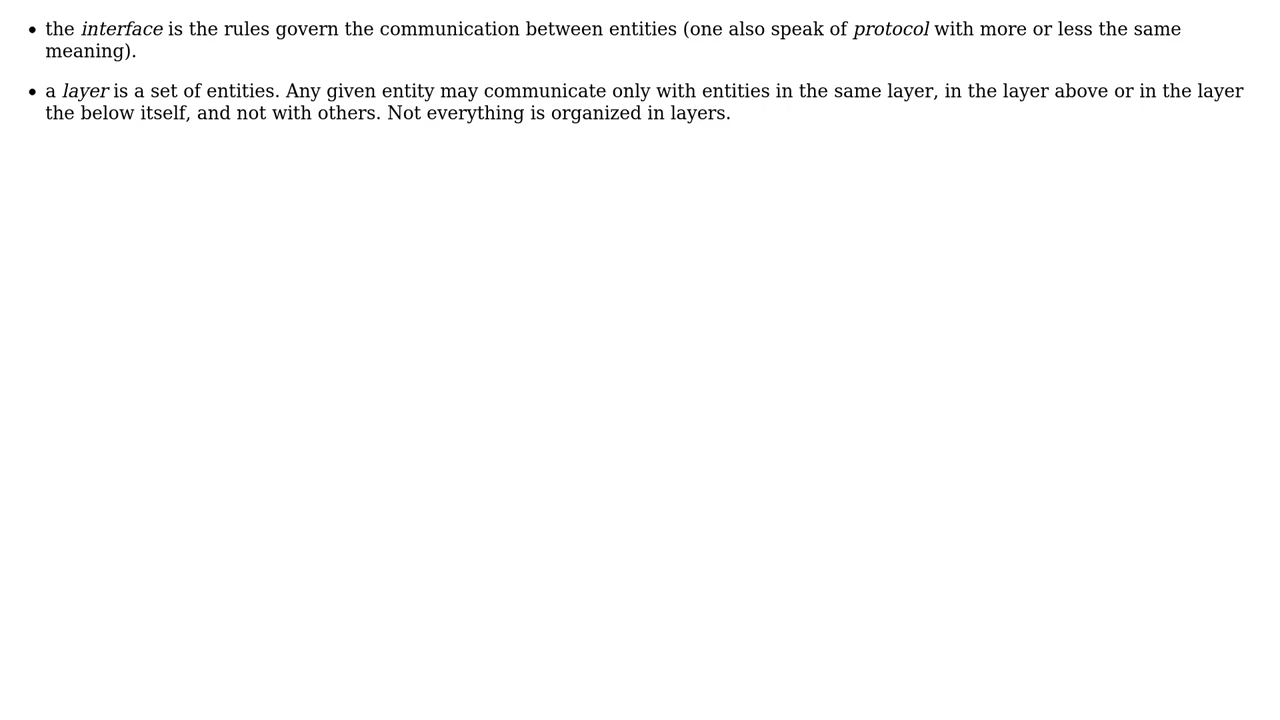 • the interface is the rules govern the communication between entities (one also speak of protocol with more or less the same
meaning).
• a layer is a set of entities. Any given entity may communicate only with entities in the same layer, in the layer above or in the layer
the below itself, and not with others. Not everything is organized in layers.